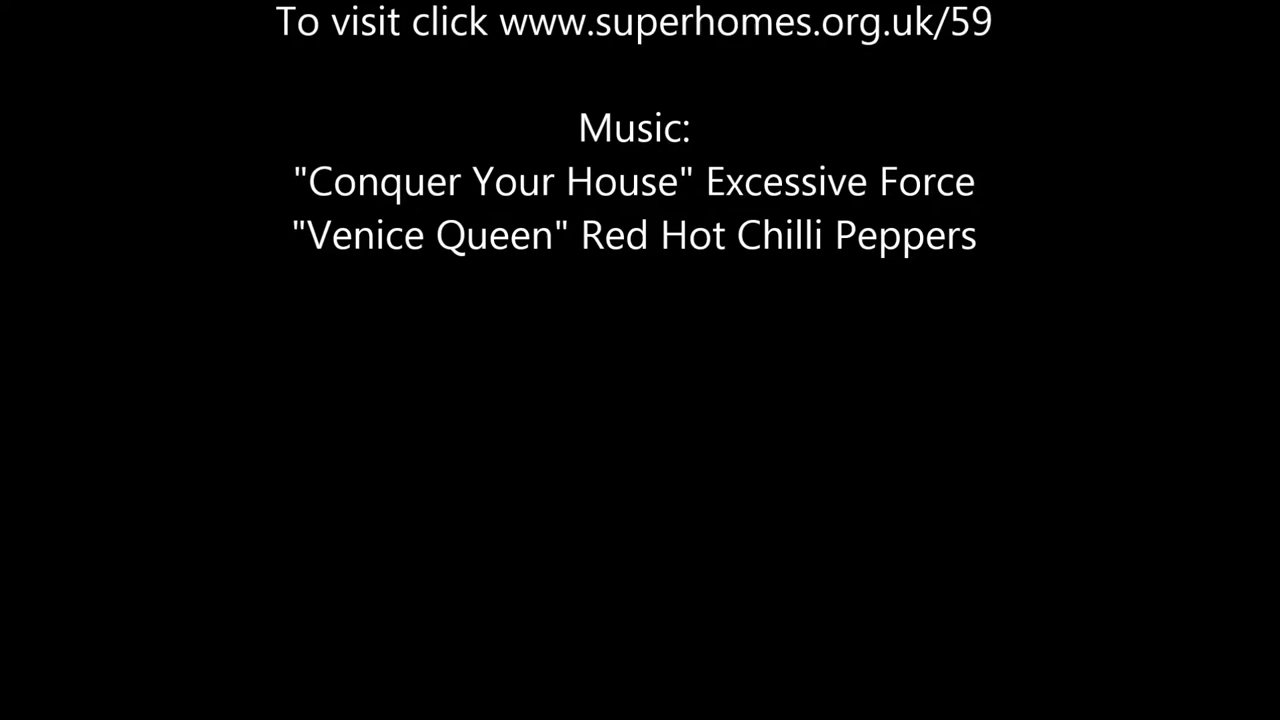 To visit click www.superhomes.org.uk/59
Music:
"Conquer Your House" Excessive Force
"Venice Queen" Red Hot Chilli Peppers